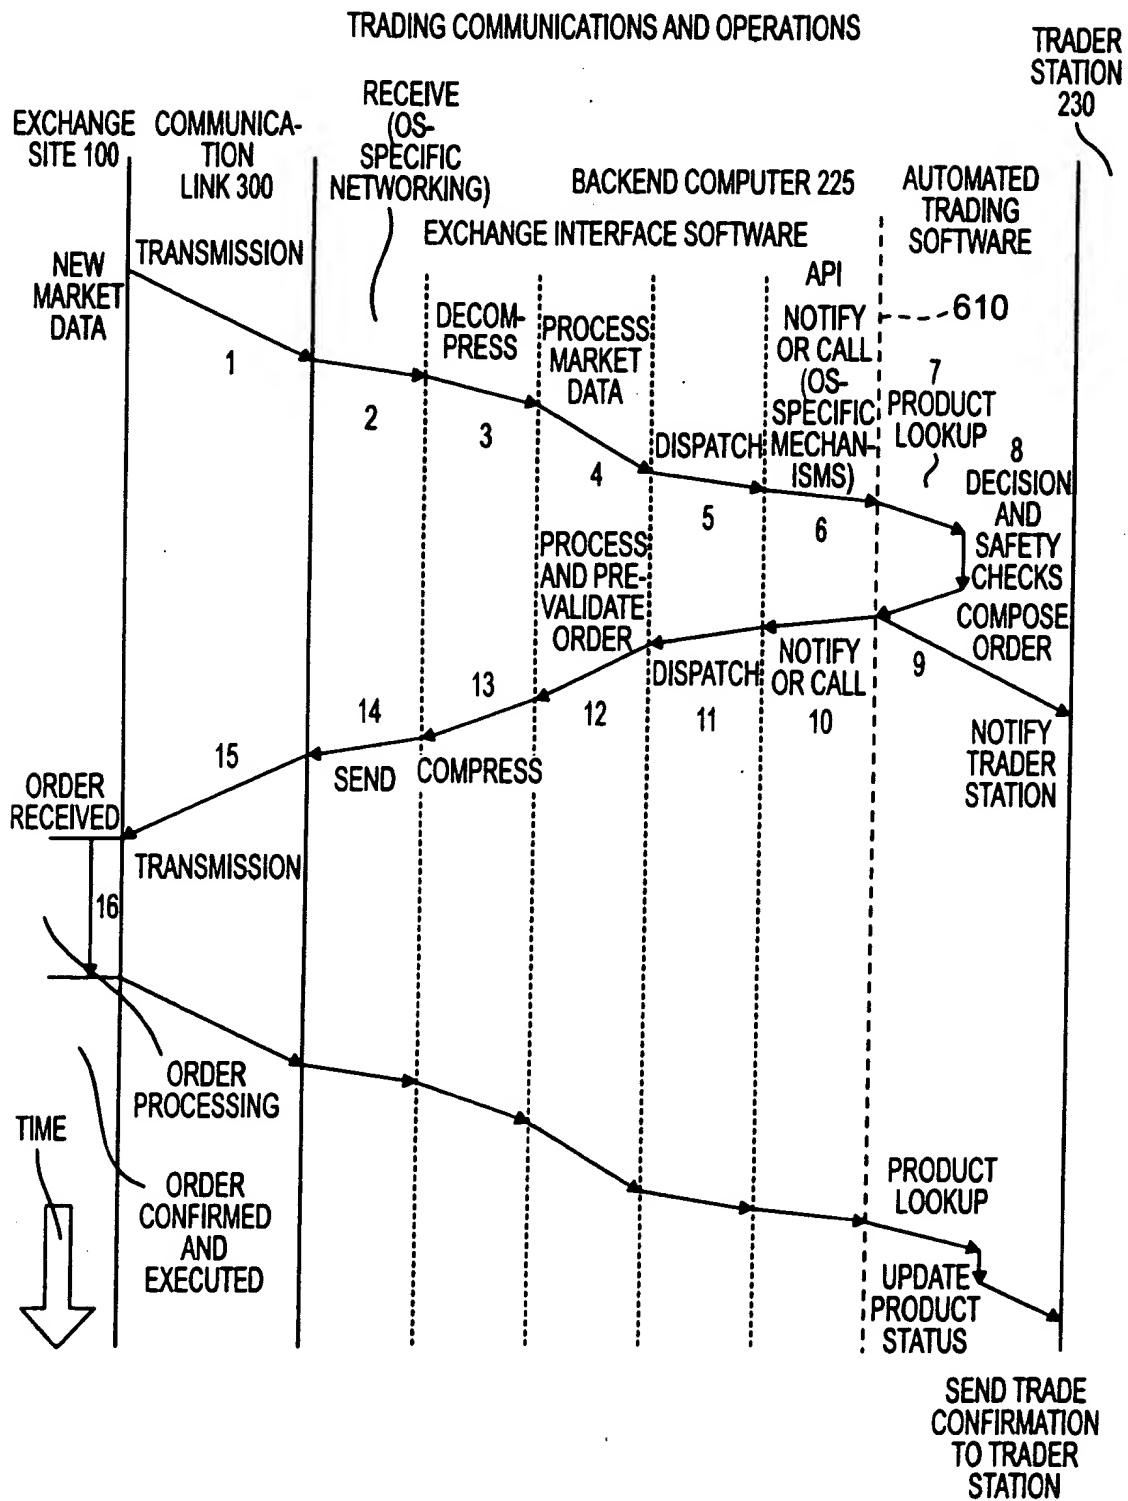 TRADING COMMUNICATIONS AND OPERATIONS
TRADER
STATION
230
EXCHANGE
SITE 100
COMMUNICA-
TION
LINK 300
RECEIVE
(OS-
SPECIFIC
NETWORKING)
BACKEND COMPUTER 225
EXCHANGE INTERFACE SOFTWARE
AUTOMATED
TRADING
SOFTWARE
NEW
MARKET
DATA
TRANSMISSION
1
2
DECOM-
PRESS
3
PROCESS
MARKET
DATA
4
DISPATCH
5
API
NOTIFY
OR CALL
(OS-
SPECIFIC
MECHAN-
ISMS)
6
610
7
PRODUCT
LOOKUP
8
DECISION
AND
SAFETY
CHECKS
COMPOSE
ORDER
9
NOTIFY
TRADER
STATION
NOTIFY
OR CALL
10
DISPATCH
11
PROCESS
AND PRE-
VALIDATE
ORDER
12
13
COMPRESS
14
SEND
15
TRANSMISSION
ORDER
RECEIVED
16
ORDER
PROCESSING
TIME
ORDER
CONFIRMED
AND
EXECUTED
PRODUCT
LOOKUP
UPDATE
PRODUCT
STATUS
SEND TRADE
CONFIRMATION
TO TRADER
STATION